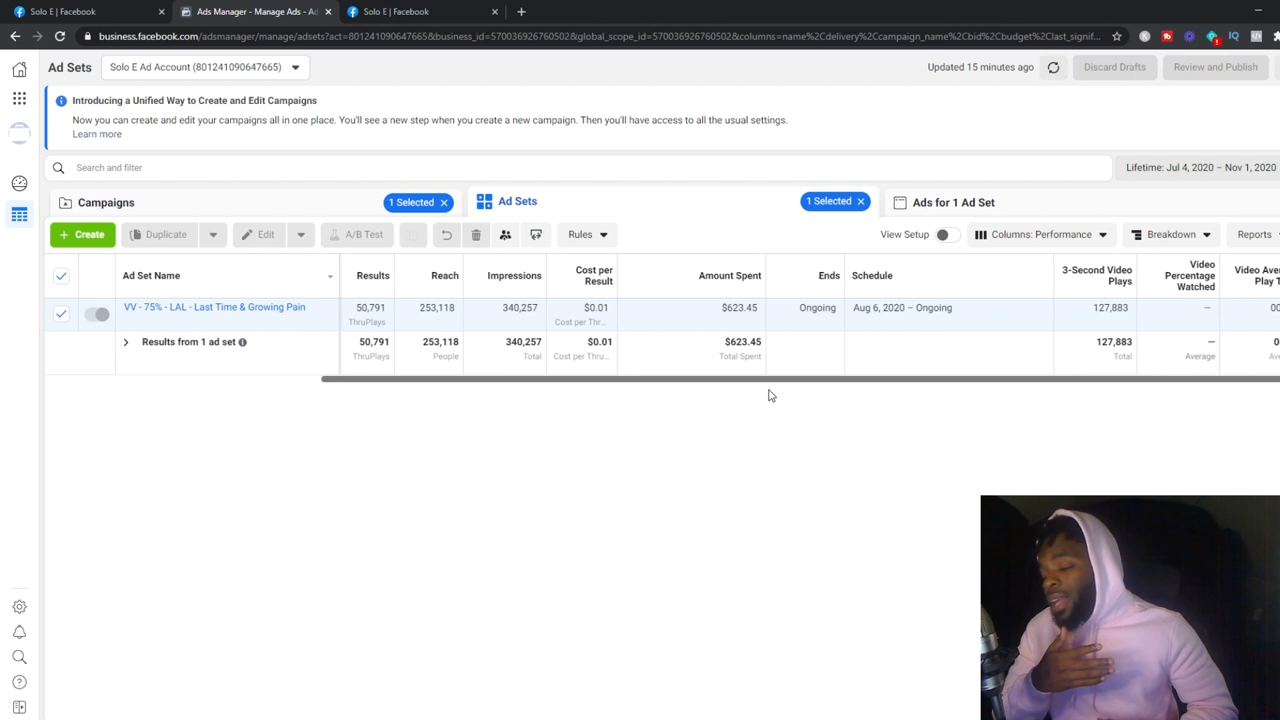 Solo E | Facebook
Ads Manager - Manage Ads - Ad
Solo E | Facebook
business.facebook.com/adsmanager/manage/adsets?act=801241090647665&business_id=570036926760502&global_scope_id=570036926760502&columns=name%2Cdelivery%2Ccampaign_name%2Cbid%2Cbudget%2Clast_signif...
Ad Sets
Solo E Ad Account (801241090647665)
Updated 15 minutes ago
Discard Drafts
Review and Publish
Introducing a Unified Way to Create and Edit Campaigns
Now you can create and edit your campaigns all in one place. You'll see a new step when you create a new campaign. Then you'll have access to all the usual settings.
Learn more
Search and filter
Lifetime: Jul 4, 2020 – Nov 1, 2020
Campaigns
1 Selected
Ad Sets
1 Selected
Ads for 1 Ad Set
+ Create
Duplicate
Edit
A/B Test
Rules
View Setup
Columns: Performance
Breakdown
Reports
Ad Set Name
Results
Reach
Impressions
Cost per
Result
Amount Spent
Ends
Schedule
3-Second Video
Plays
Video
Percentage
Watched
Video Ave
Play T
VV - 75% - LAL - Last Time & Growing Pain
50,791
ThruPlays
253,118
340,257
$0.01
Cost per Thr...
$623.45
Ongoing
Aug 6, 2020 – Ongoing
127,883
—
00
Results from 1 ad set
50,791
ThruPlays
253,118
People
340,257
Total
$0.01
Cost per Thru...
$623.45
Total Spent
127,883
Total
—
Average
0
Ave